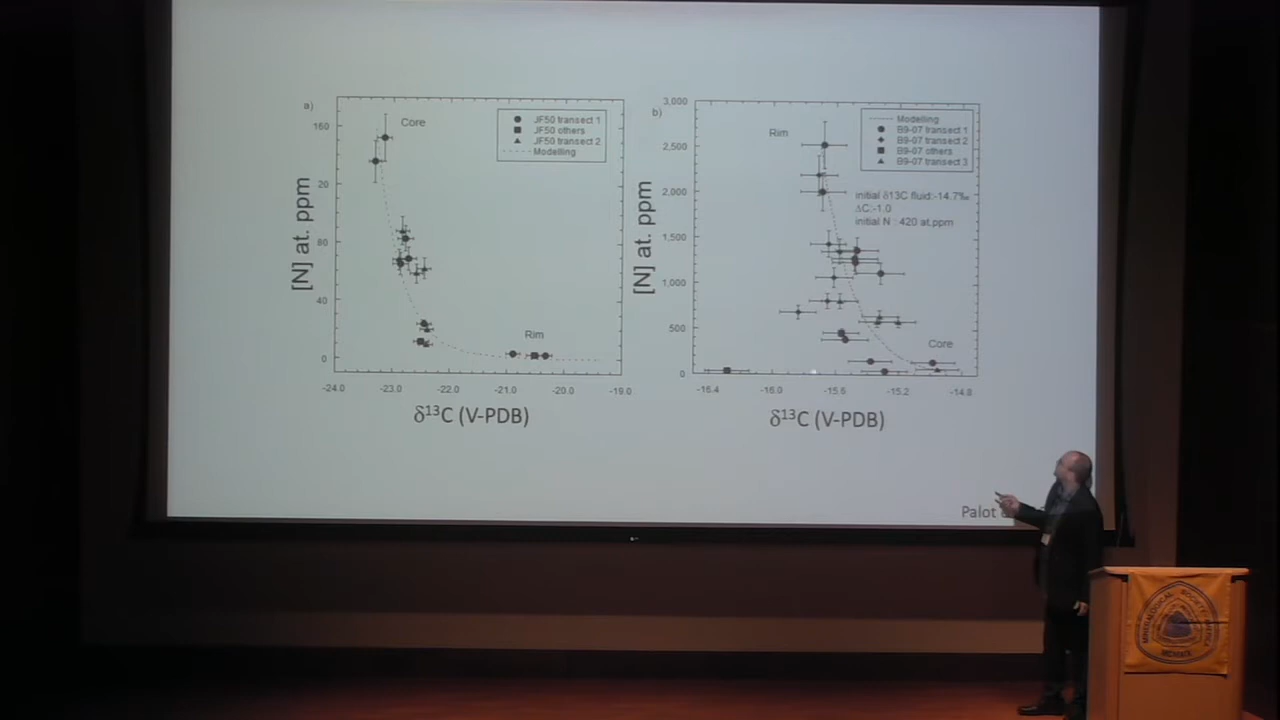 a)
Core
Rim
JF50 transect 1
JF50 others
JF50 transect 2
Modelling
160
20
80
40
0
[N] at. ppm
-24.0 -23.0 -22.0 -21.0 -20.0 -19.0
δ¹³C (V-PDB)
b)
Rim
Core
Modelling
B9-07 transect 1
B9-07 transect 2
B9-07 others
B9-07 transect 3
initial δ13C fluid:-14.7‰
ΔC:-1.0
initial N : 420 at.ppm
3,000
2,500
2,000
1,500
1,000
500
0
[N] at. ppm
-16.4 -16.0 -15.6 -15.2 -14.8
δ¹³C (V-PDB)
Palot
MINERALOGICAL SOCIETY
AMERICA